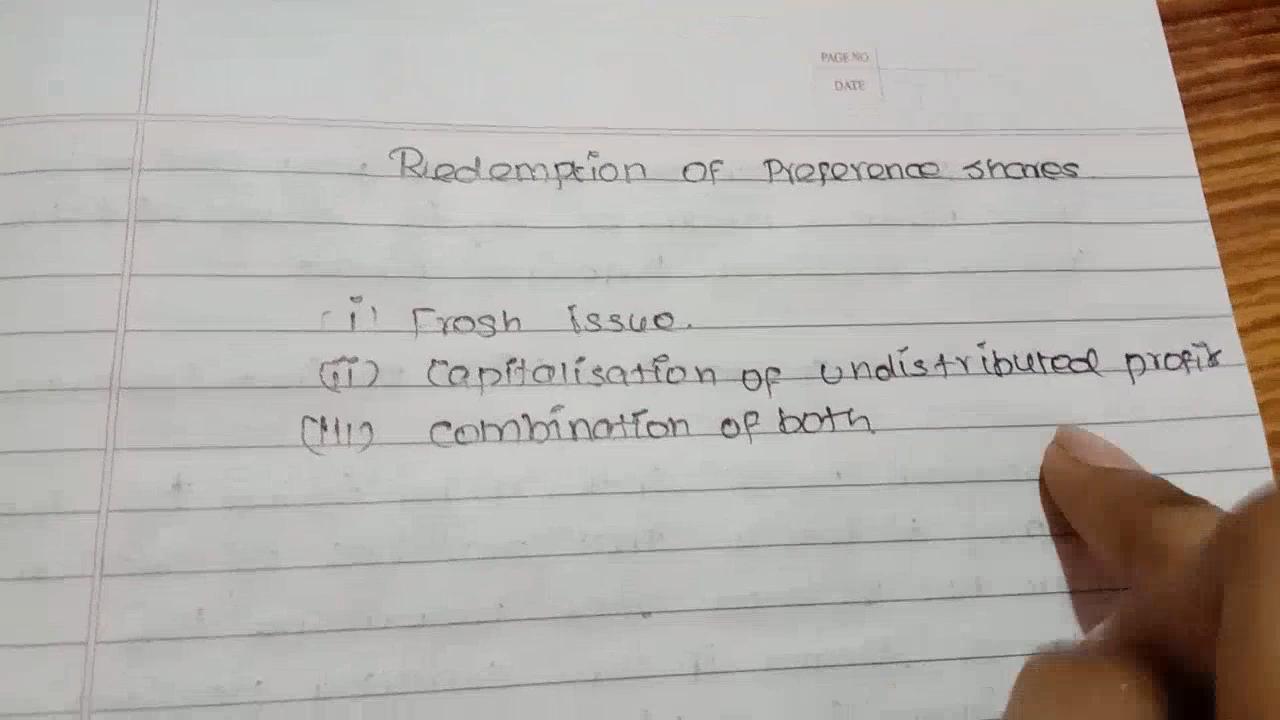 PAGE NO
DATE
Redemption of Preference shares
(i) Fresh issue.
(ii) capitalisation of undistributed profit
(iii) combination of both